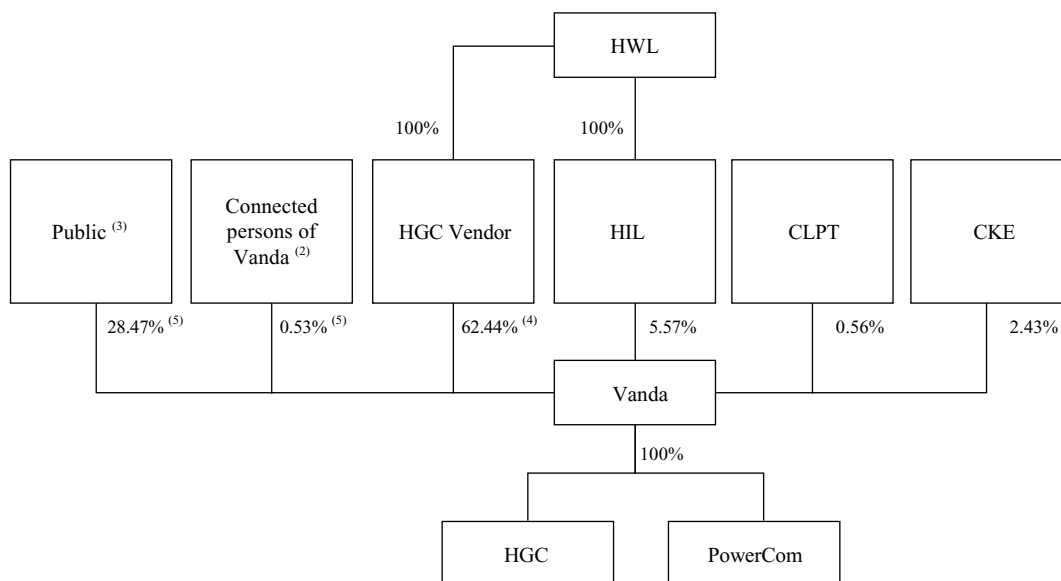 HWL
100%
100%
Public (3)
Connected
persons of
Vanda (2)
HGC Vendor
HIL
CLPT
CKE
28.47% (5)
0.53% (5)
62.44% (4)
5.57%
0.56%
2.43%
Vanda
100%
HGC
PowerCom